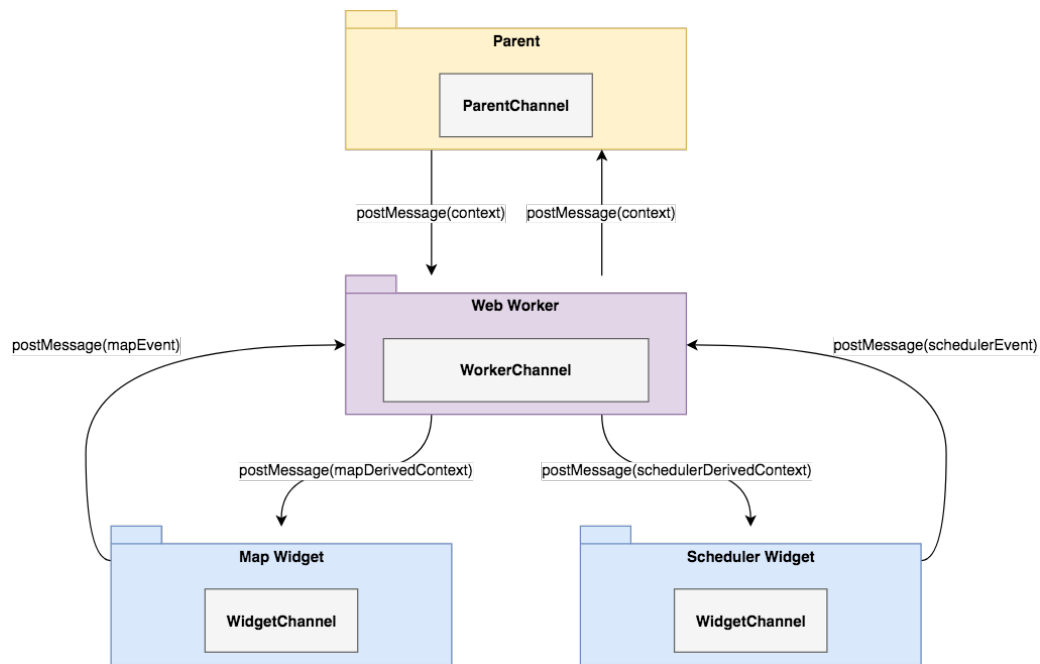 Parent
ParentChannel
postMessage(context)
postMessage(context)
Web Worker
WorkerChannel
postMessage(mapEvent)
postMessage(schedulerEvent)
postMessage(mapDerivedContext)
postMessage(schedulerDerivedContext)
Map Widget
WidgetChannel
Scheduler Widget
WidgetChannel